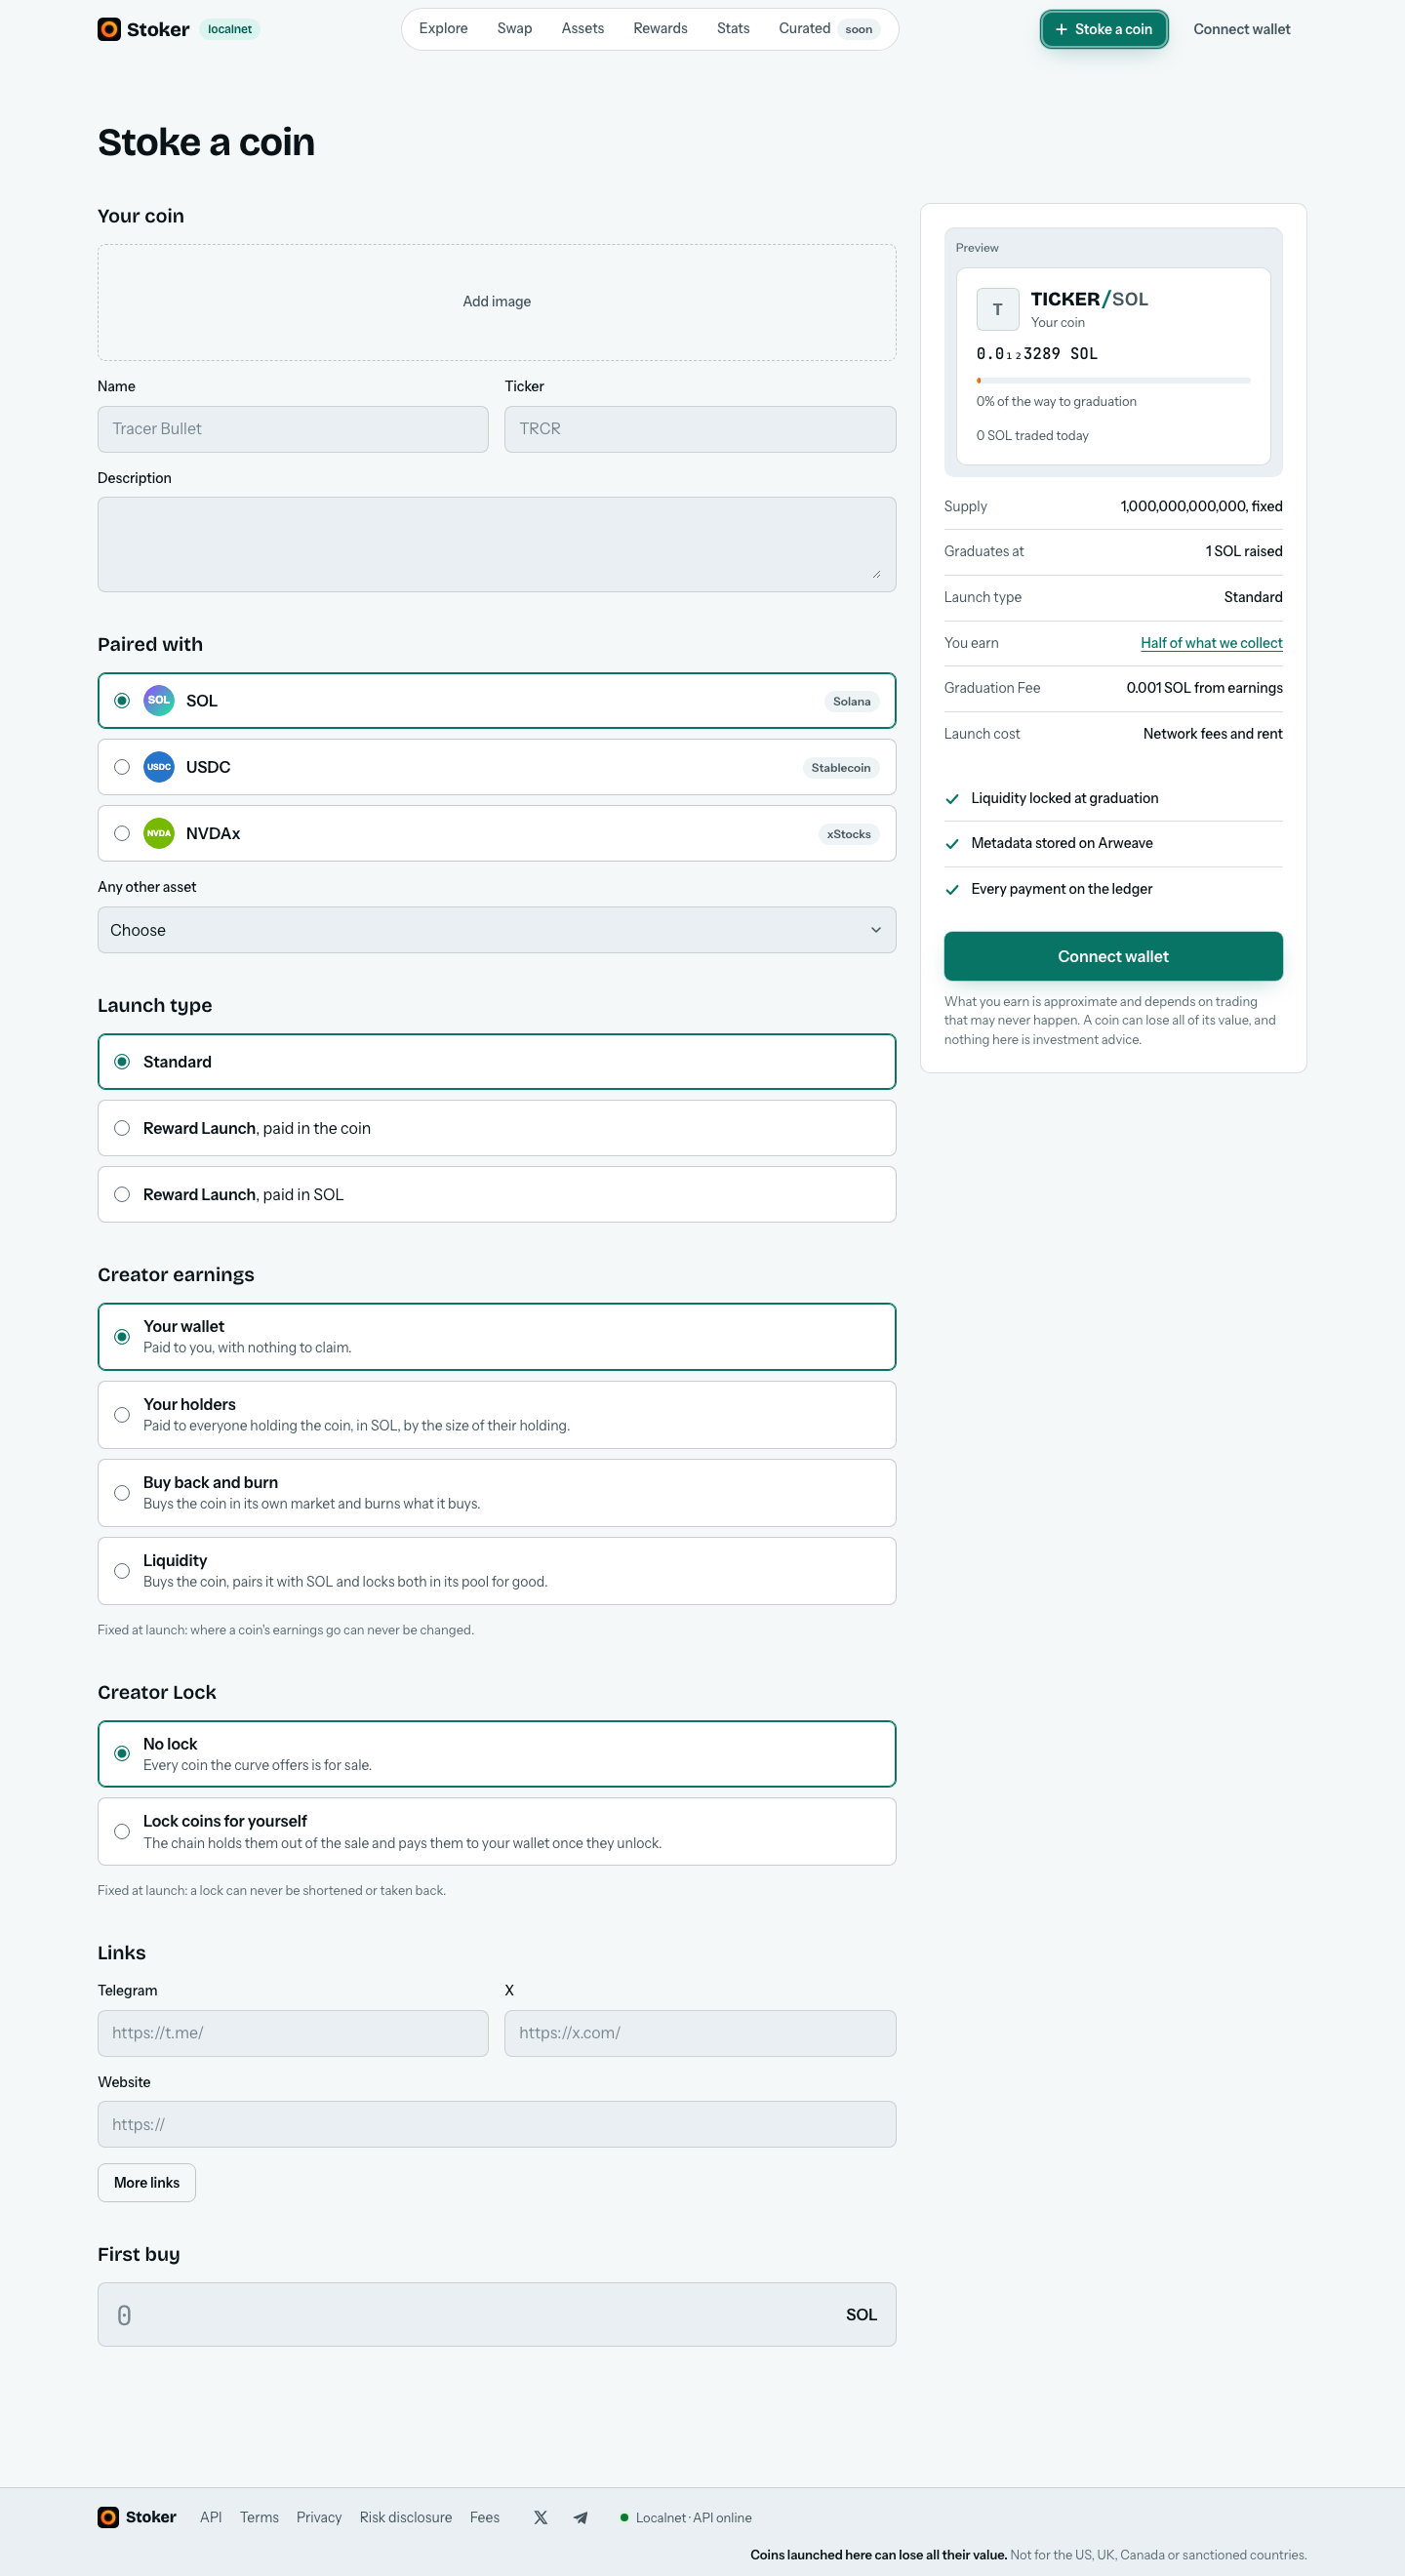 Stoker localnet
Explore Swap Assets Rewards Stats Curated soon
+ Stoke a coin Connect wallet
Stoke a coin
Your coin
Add image
Name Ticker
Tracer Bullet TRCR
Description
Paired with
SOL SOL Solana
USDC USDC Stablecoin
NVDA NVDAx xStocks
Any other asset
Choose
Launch type
Standard
Reward Launch, paid in the coin
Reward Launch, paid in SOL
Creator earnings
Your wallet
Paid to you, with nothing to claim.
Your holders
Paid to everyone holding the coin, in SOL, by the size of their holding.
Buy back and burn
Buys the coin in its own market and burns what it buys.
Liquidity
Buys the coin, pairs it with SOL and locks both in its pool for good.
Fixed at launch: where a coin's earnings go can never be changed.
Creator Lock
No lock
Every coin the curve offers is for sale.
Lock coins for yourself
The chain holds them out of the sale and pays them to your wallet once they unlock.
Fixed at launch: a lock can never be shortened or taken back.
Links
Telegram X
https://t.me/ https://x.com/
Website
https://
More links
First buy
0 SOL
Preview
T TICKER/SOL
Your coin
0.0₁₂3289 SOL
0% of the way to graduation
0 SOL traded today
Supply 1,000,000,000,000, fixed
Graduates at 1 SOL raised
Launch type Standard
You earn Half of what we collect
Graduation Fee 0.001 SOL from earnings
Launch cost Network fees and rent
Liquidity locked at graduation
Metadata stored on Arweave
Every payment on the ledger
Connect wallet
What you earn is approximate and depends on trading
that may never happen. A coin can lose all of its value, and
nothing here is investment advice.
Stoker API Terms Privacy Risk disclosure Fees Localnet · API online
Coins launched here can lose all their value. Not for the US, UK, Canada or sanctioned countries.